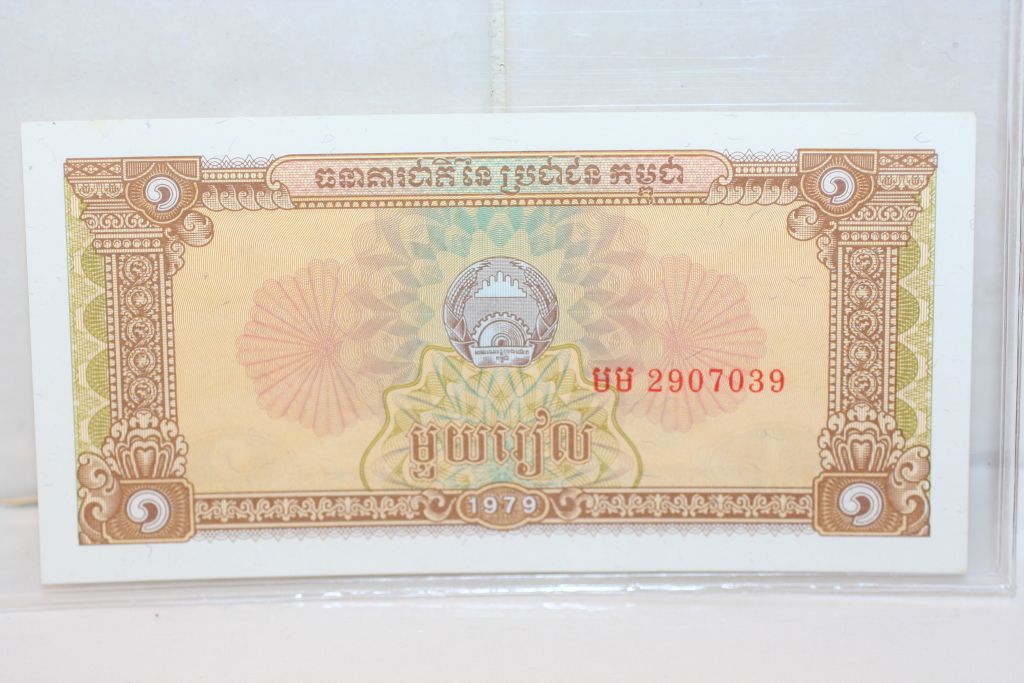 ធនាគារជាតិនៃ ប្រជាជន កម្ពុជា
១ ១
មម 2907039
មួយរៀល
១ 1979 ១